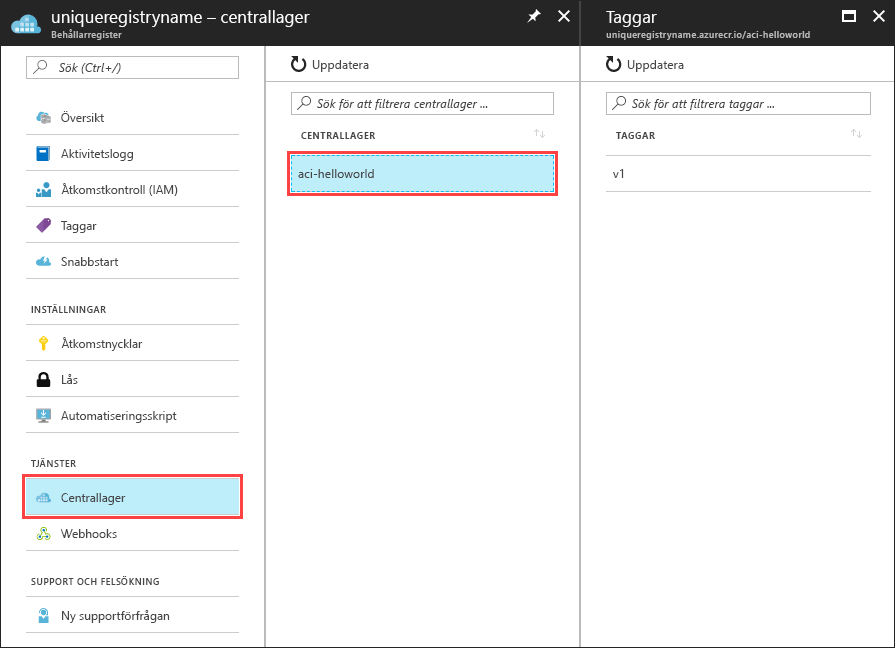 uniqueregistryname – centrallager
Behållarregister
Sök (Ctrl+/)
Översikt
Aktivitetslogg
Åtkomstkontroll (IAM)
Taggar
Snabbstart
INSTÄLLNINGAR
Åtkomstnycklar
Lås
Automatiseringsskript
TJÄNSTER
Centrallager
Webhooks
SUPPORT OCH FELSÖKNING
Ny supportförfrågan
Uppdatera
Sök för att filtrera centrallager ...
CENTRALLAGER
aci-helloworld
Taggar
uniqueregistryname.azurecr.io/aci-helloworld
Uppdatera
Sök för att filtrera taggar ...
TAGGAR
v1